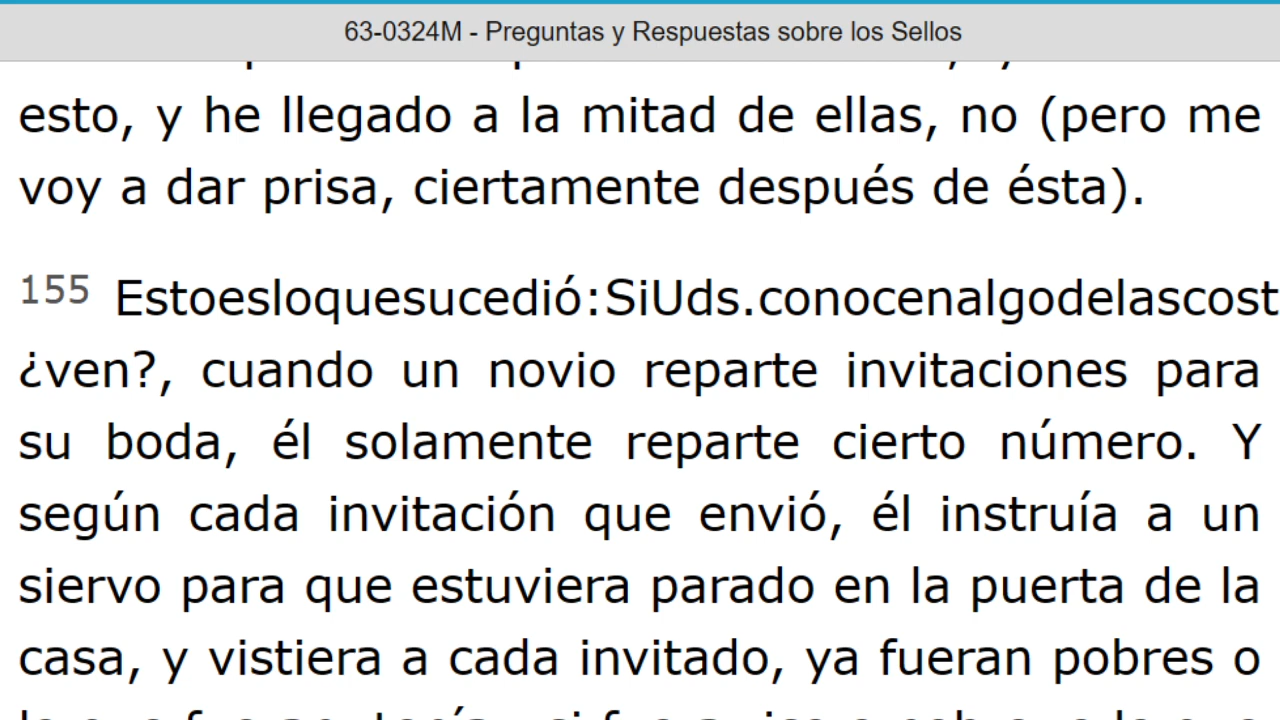 63-0324M - Preguntas y Respuestas sobre los Sellos
esto, y he llegado a la mitad de ellas, no (pero me
voy a dar prisa, ciertamente después de ésta).
155 Estoesloquesucedió:SiUds.conocenalgodelascost
¿ven?, cuando un novio reparte invitaciones para
su boda, él solamente reparte cierto número. Y
según cada invitación que envió, él instruía a un
siervo para que estuviera parado en la puerta de la
casa, y vistiera a cada invitado, ya fueran pobres o